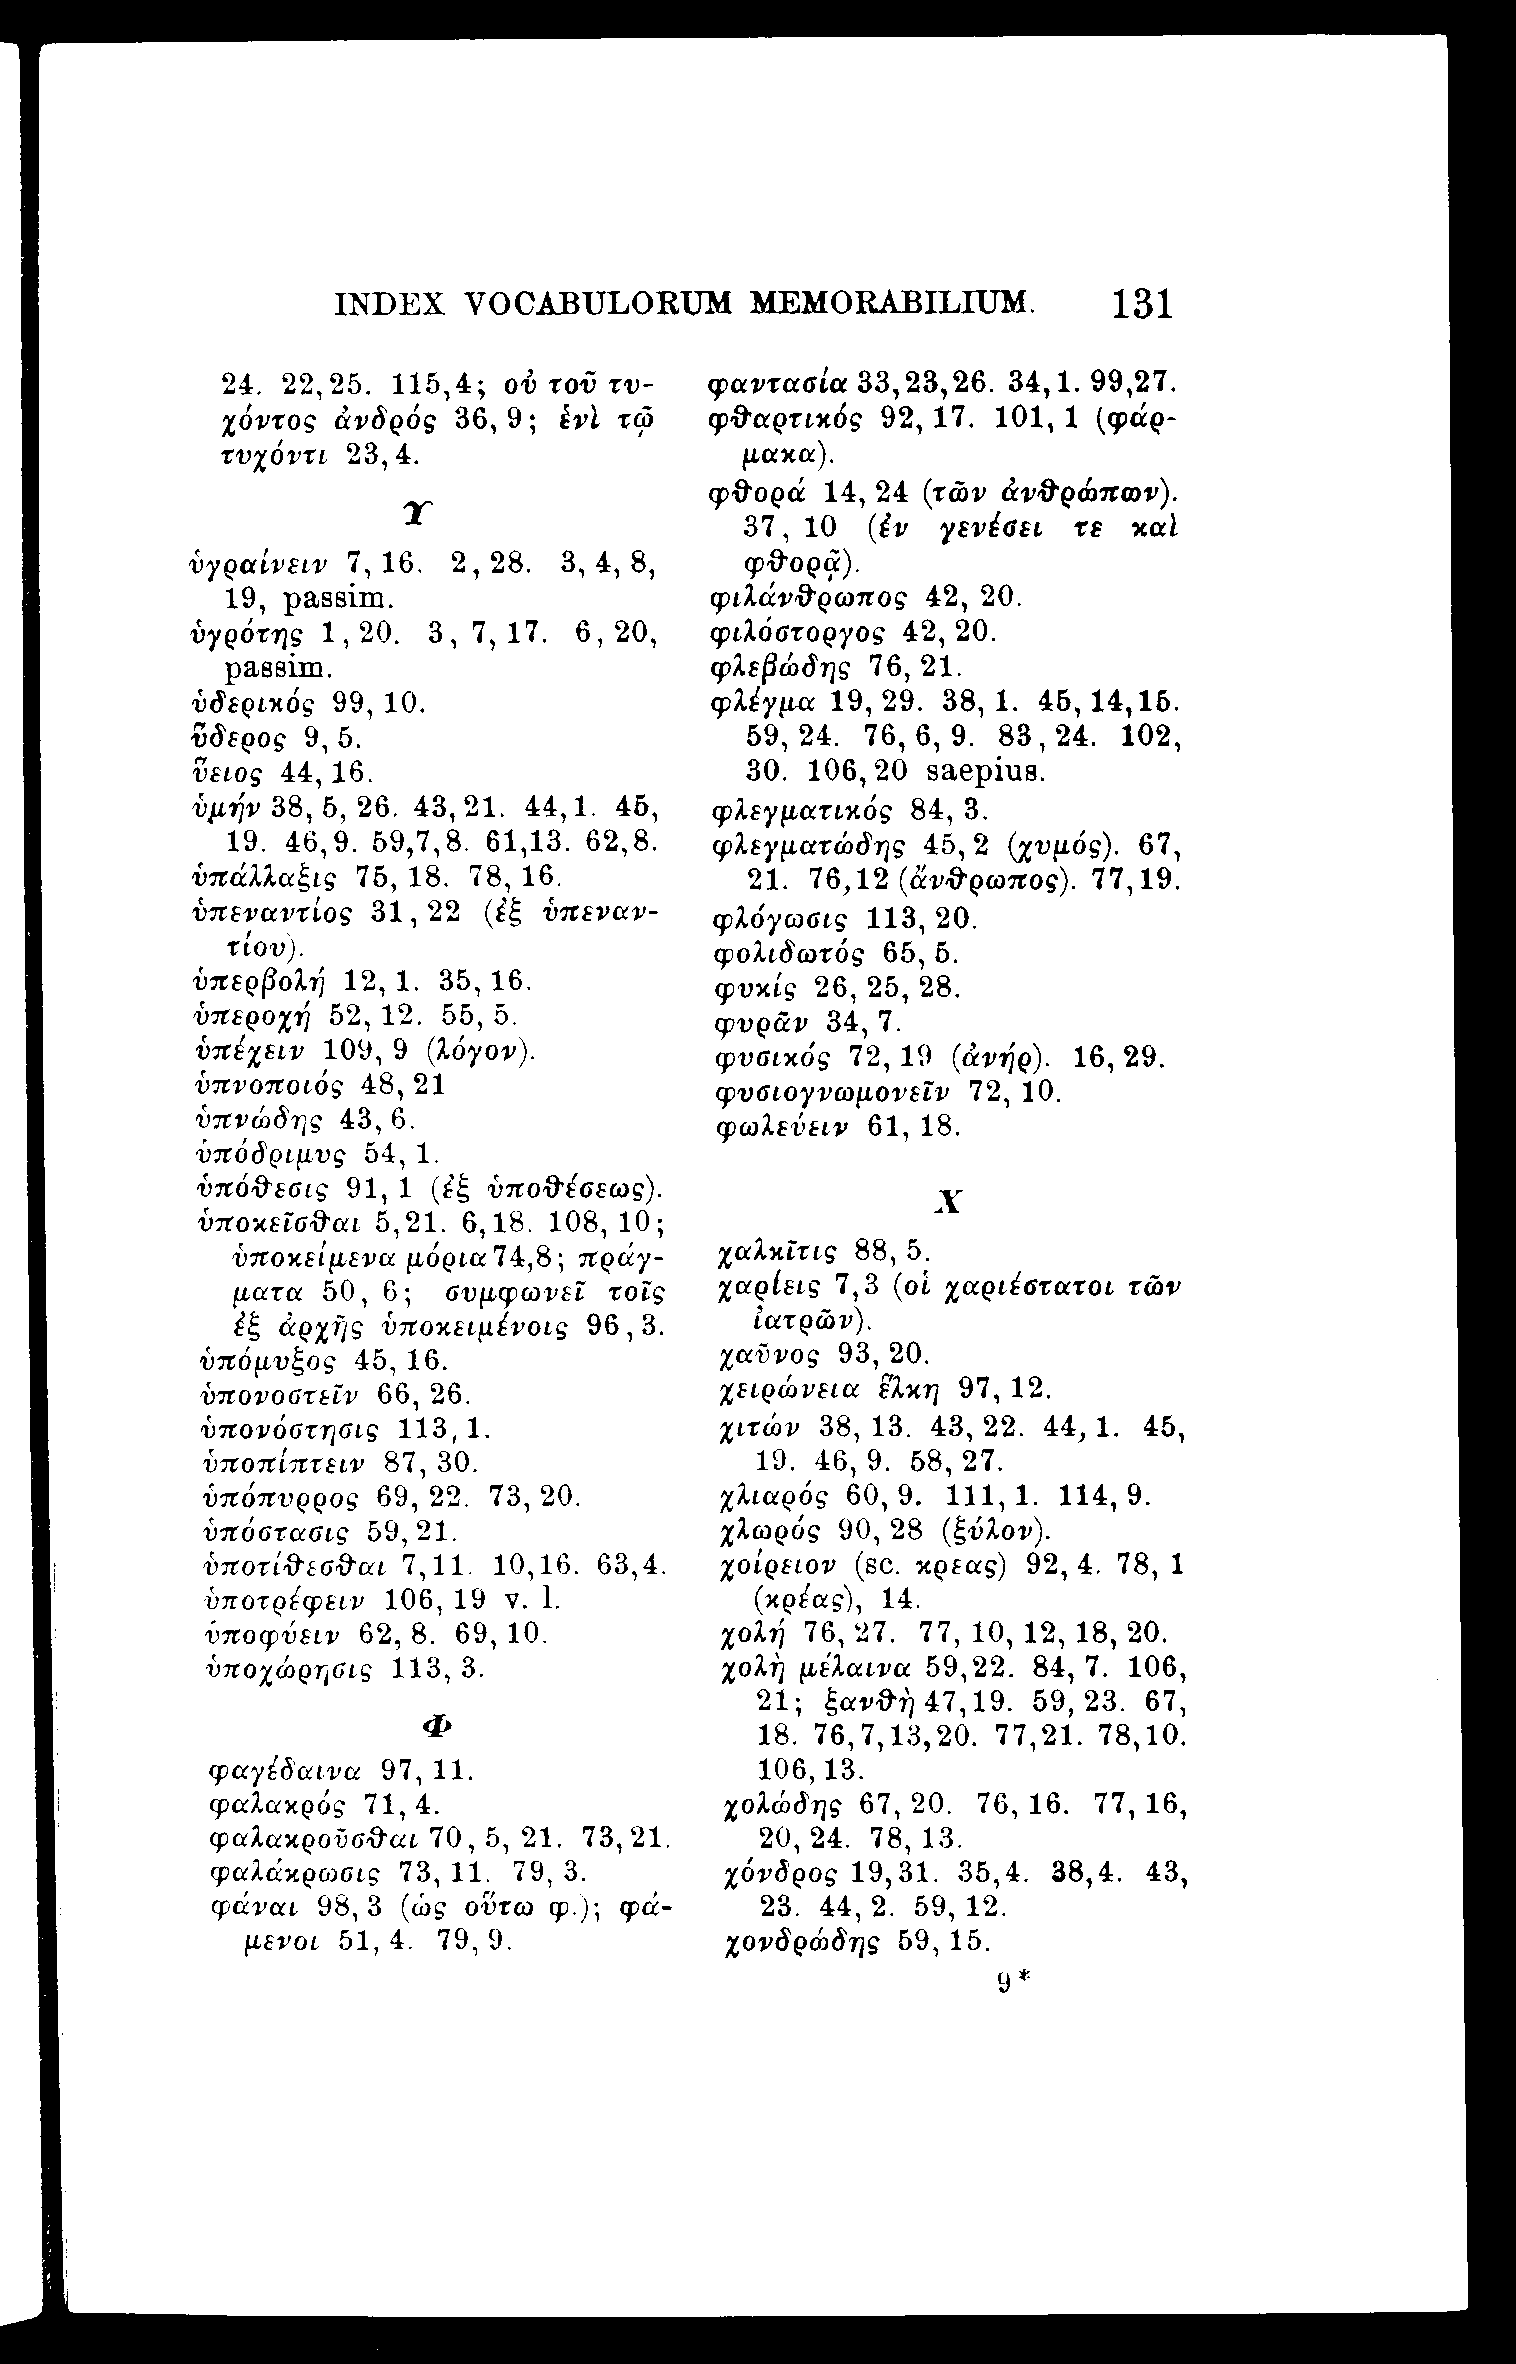 INDEX VOCABULORUM MEMORABILIUM. 131
24. 22,25. 115,4; οὐ τοῦ τυ-
χόντος ἀνδρός 36, 9; ἑνὶ τῷ
τυχόντι 23,4.
Υ
ὑγραίνειν 7, 16. 2, 28. 3, 4, 8,
19, passim.
ὑγρότης 1, 20. 3, 7, 17. 6, 20,
passim.
ὑδερικός 99, 10.
ὕδερος 9, 5.
ὕειος 44, 16.
ὑμήν 38, 5, 26. 43, 21. 44, 1. 45,
19. 46,9. 59,7,8. 61,13. 62,8.
ὑπάλλαξις 75, 18. 78, 16.
ὑπεναντίος 31, 22 (ἐξ ὑπεναν-
τίου).
ὑπερβολή 12, 1. 35, 16.
ὑπεροχή 52, 12. 55, 5.
ὑπέχειν 109, 9 (λόγον).
ὑπνοποιός 48, 21
ὑπνώδης 43, 6.
ὑπόδριμυς 54, 1.
ὑπόθεσις 91, 1 (ἐξ ὑποθέσεως).
ὑποκεῖσθαι 5,21. 6,18. 108, 10;
ὑποκείμενα μόρια 74,8; πράγ-
ματα 50, 6; συμφωνεῖ τοῖς
ἐξ ἀρχῆς ὑποκειμένοις 96, 3.
ὑπόμυξος 45, 16.
ὑπονοστεῖν 66, 26.
ὑπονόστησις 113, 1.
ὑποπίπτειν 87, 30.
ὑπόπυρρος 69, 22. 73, 20.
ὑπόστασις 59, 21.
ὑποτίθεσθαι 7,11. 10,16. 63,4.
ὑποτρέφειν 106, 19 v. l.
ὑποφύειν 62, 8. 69, 10.
ὑποχώρησις 113, 3.
Φ
φαγέδαινα 97, 11.
φαλακρός 71, 4.
φαλακροῦσθαι 70, 5, 21. 73, 21.
φαλάκρωσις 73, 11. 79, 3.
φάναι 98, 3 (ὡς οὕτω φ.); φά-
μενοι 51, 4. 79, 9.
φαντασία 33,23,26. 34,1. 99,27.
φθαρτικός 92, 17. 101, 1 (φάρ-
μακα).
φθορά 14, 24 (τῶν ἀνθρώπων).
37, 10 (ἐν γενέσει τε καὶ
φθορᾷ).
φιλάνθρωπος 42, 20.
φιλόστοργος 42, 20.
φλεβώδης 76, 21.
φλέγμα 19, 29. 38, 1. 45, 14, 15.
59, 24. 76, 6, 9. 83, 24. 102,
30. 106, 20 saepius.
φλεγματικός 84, 3.
φλεγματώδης 45, 2 (χυμός). 67,
21. 76,12 (ἄνθρωπος). 77,19.
φλόγωσις 113, 20.
φολιδωτός 65, 5.
φυκίς 26, 25, 28.
φυρᾶν 34, 7.
φυσικός 72, 19 (ἀνήρ). 16, 29.
φυσιογνωμονεῖν 72, 10.
φωλεύειν 61, 18.
Χ
χαλκῖτις 88, 5.
χαρίεις 7,3 (οἱ χαριέστατοι τῶν
ἰατρῶν).
χαῦνος 93, 20.
χειρώνεια ἕλκη 97, 12.
χιτών 38, 13. 43, 22. 44, 1. 45,
19. 46, 9. 58, 27.
χλιαρός 60, 9. 111, 1. 114, 9.
χλωρός 90, 28 (ξύλον).
χοίρειον (sc. κρεας) 92, 4. 78, 1
(κρέας), 14.
χολή 76, 27. 77, 10, 12, 18, 20.
χολὴ μέλαινα 59,22. 84, 7. 106,
21; ξανθὴ 47,19. 59, 23. 67,
18. 76,7,13,20. 77,21. 78,10.
106, 13.
χολώδης 67, 20. 76, 16. 77, 16,
20, 24. 78, 13.
χόνδρος 19,31. 35,4. 38,4. 43,
23. 44, 2. 59, 12.
χονδρώδης 59, 15.
9*